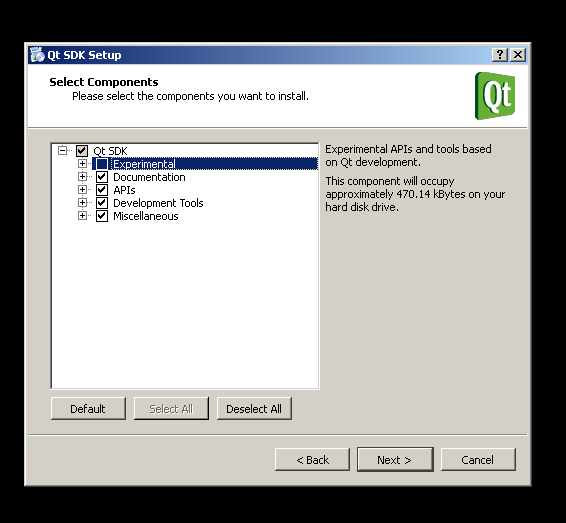 Qt SDK Setup
Select Components
Please select the components you want to install.
Qt
Qt SDK
Experimental
Documentation
APIs
Development Tools
Miscellaneous
Experimental APIs and tools based
on Qt development.
This component will occupy
approximately 470.14 kBytes on your
hard disk drive.
Default
Select All
Deselect All
< Back
Next >
Cancel